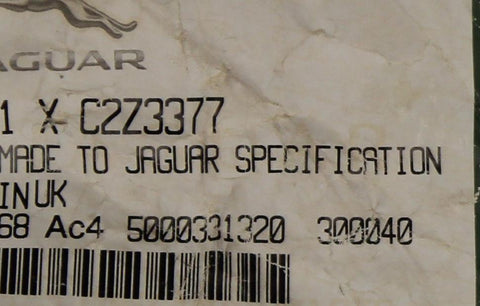 JAGUAR
1 X C2Z3377
MADE TO JAGUAR SPECIFICATION
IN UK
68 Ac4 5000331320 300040